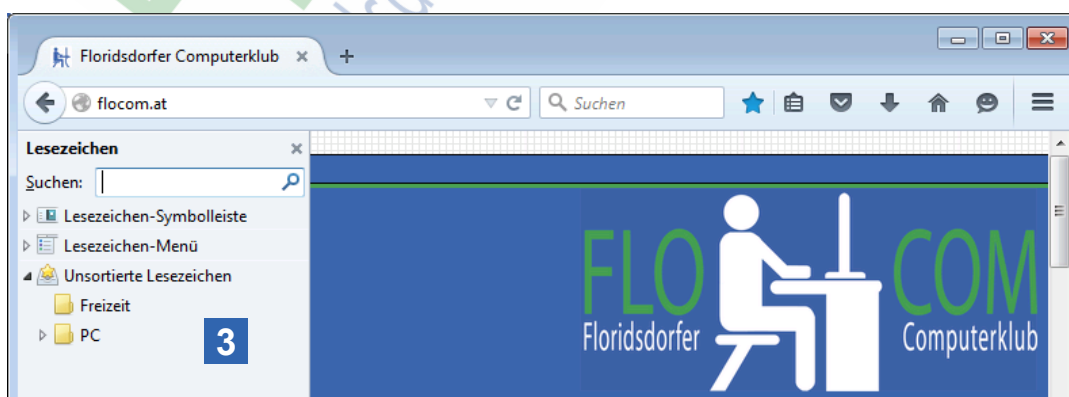 Floridsdorfer Computerklub
flocom.at
Suchen
Lesezeichen
Suchen:
Lesezeichen-Symbolleiste
Lesezeichen-Menü
Unsortierte Lesezeichen
Freizeit
PC
3
FLO COM
Floridsdorfer Computerklub